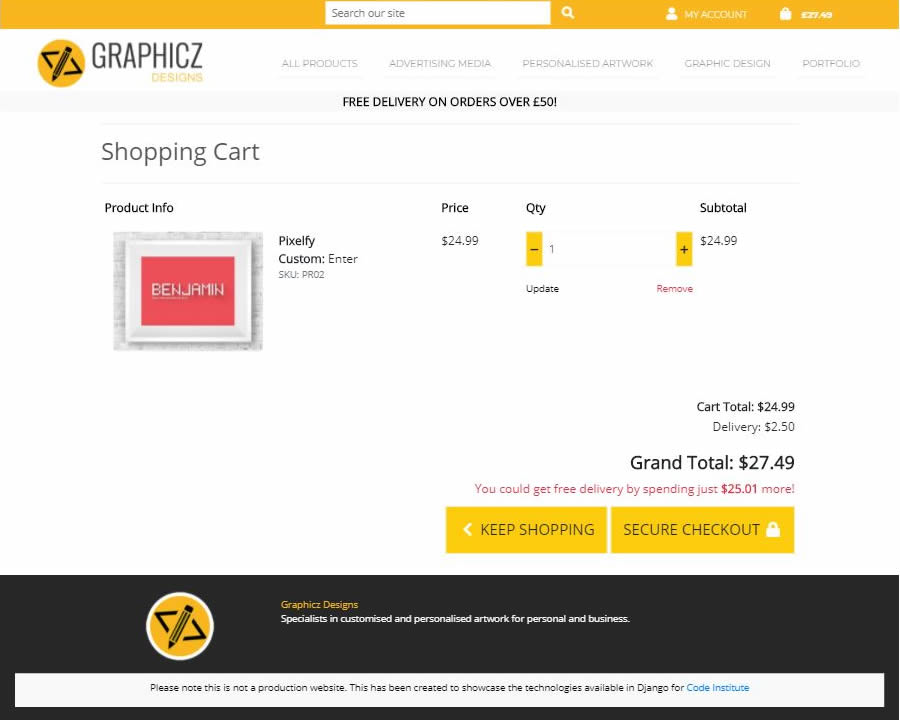 Search our site
MY ACCOUNT
£27.49
GRAPHICZ
DESIGNS
ALL PRODUCTS
ADVERTISING MEDIA
PERSONALISED ARTWORK
GRAPHIC DESIGN
PORTFOLIO
FREE DELIVERY ON ORDERS OVER £50!
Shopping Cart
Product Info
Price
Qty
Subtotal
BENJAMIN
Pixelfy
Custom: Enter
SKU: PR02
$24.99
− 1 +
$24.99
Update
Remove
Cart Total: $24.99
Delivery: $2.50
Grand Total: $27.49
You could get free delivery by spending just $25.01 more!
KEEP SHOPPING
SECURE CHECKOUT
Graphicz Designs
Specialists in customised and personalised artwork for personal and business.
Please note this is not a production website. This has been created to showcase the technologies available in Django for Code Institute